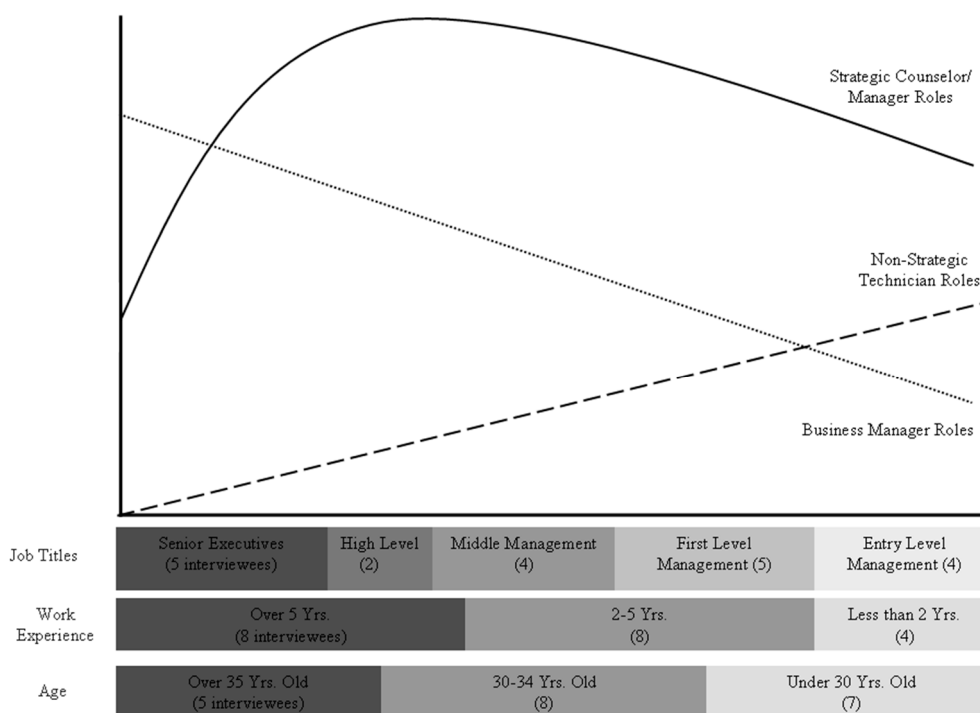 Strategic Counselor/
Manager Roles
Non-Strategic
Technician Roles
Business Manager Roles
Job Titles
Senior Executives
(5 interviewees)
High Level
(2)
Middle Management
(4)
First Level
Management (5)
Entry Level
Management (4)
Work
Experience
Over 5 Yrs.
(8 interviewees)
2-5 Yrs.
(8)
Less than 2 Yrs.
(4)
Age
Over 35 Yrs. Old
(5 interviewees)
30-34 Yrs. Old
(8)
Under 30 Yrs. Old
(7)